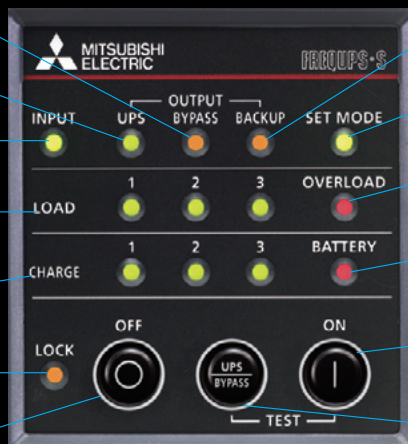 MITSUBISHI
ELECTRIC
FREQUPS-S
OUTPUT
INPUT UPS BYPASS BACKUP SET MODE
1 2 3 OVERLOAD
LOAD
1 2 3 BATTERY
CHARGE
OFF ON
LOCK
UPS
BYPASS
TEST